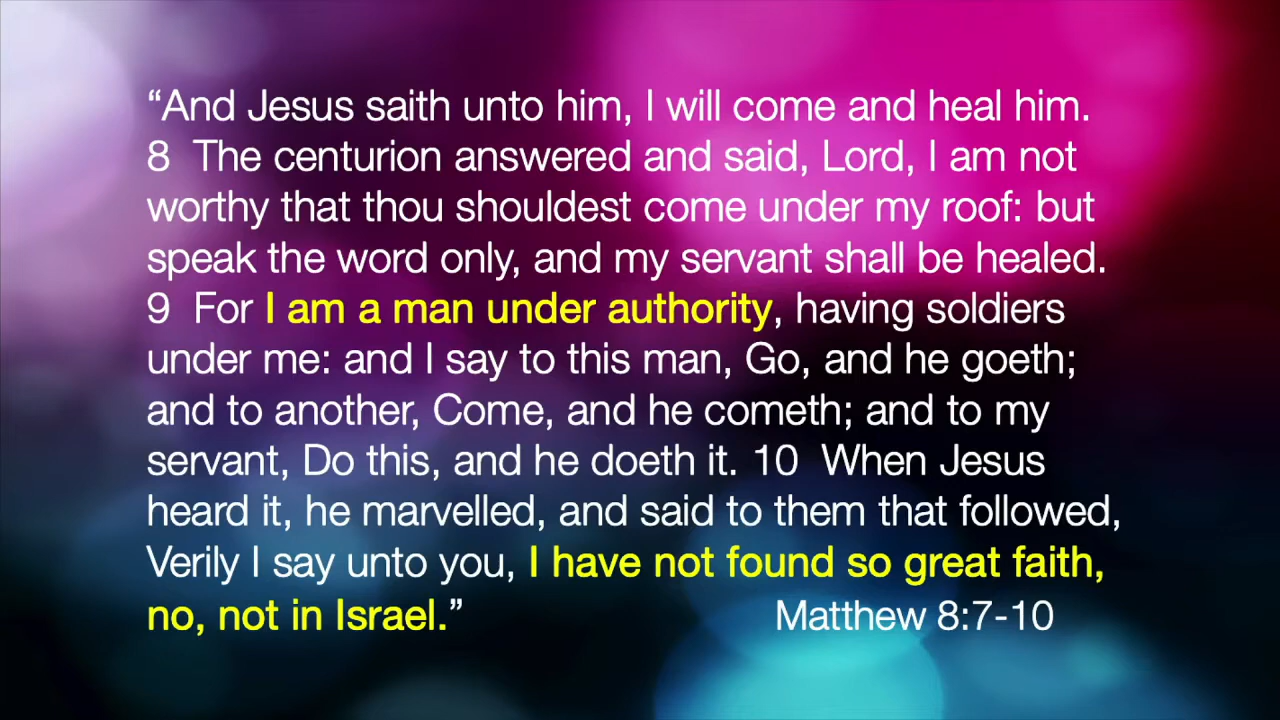 “And Jesus saith unto him, I will come and heal him.
8 The centurion answered and said, Lord, I am not
worthy that thou shouldest come under my roof: but
speak the word only, and my servant shall be healed.
9 For I am a man under authority, having soldiers
under me: and I say to this man, Go, and he goeth;
and to another, Come, and he cometh; and to my
servant, Do this, and he doeth it. 10 When Jesus
heard it, he marvelled, and said to them that followed,
Verily I say unto you, I have not found so great faith,
no, not in Israel.” Matthew 8:7-10